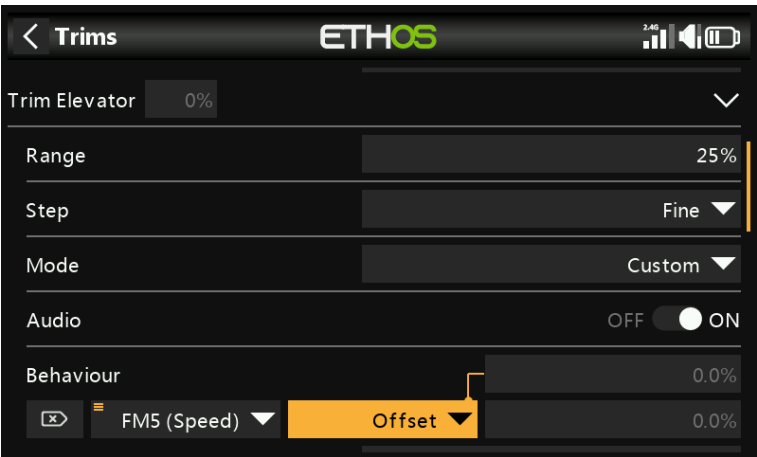 Trims ETHOS 2.4G
Trim Elevator 0%
Range 25%
Step Fine
Mode Custom
Audio OFF ON
Behaviour 0.0%
FM5 (Speed) Offset 0.0%